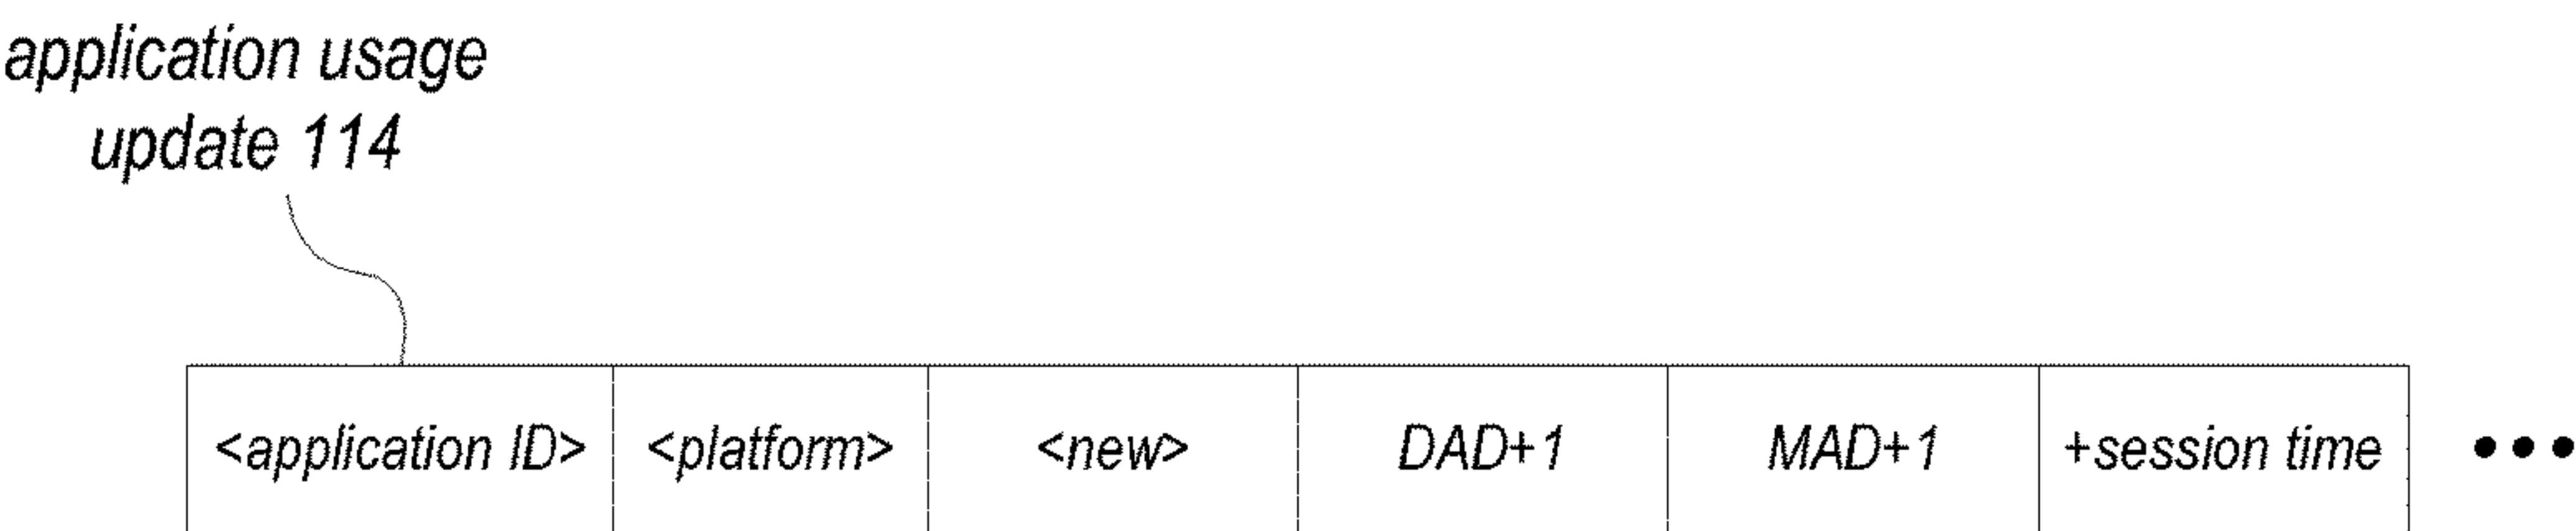 application usage
update 114
<application ID> <platform> <new> DAD+1 MAD+1 +session time •••